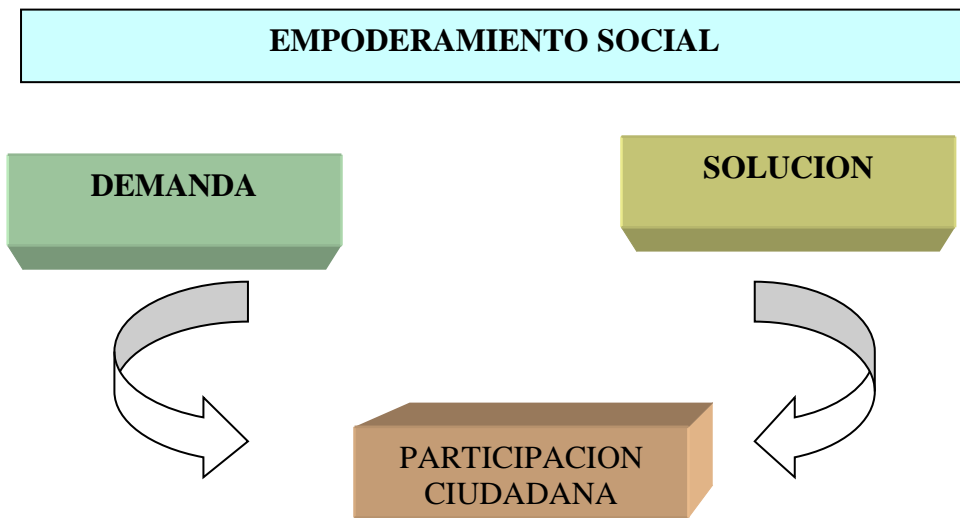 EMPODERAMIENTO SOCIAL
DEMANDA
SOLUCION
PARTICIPACION
CIUDADANA